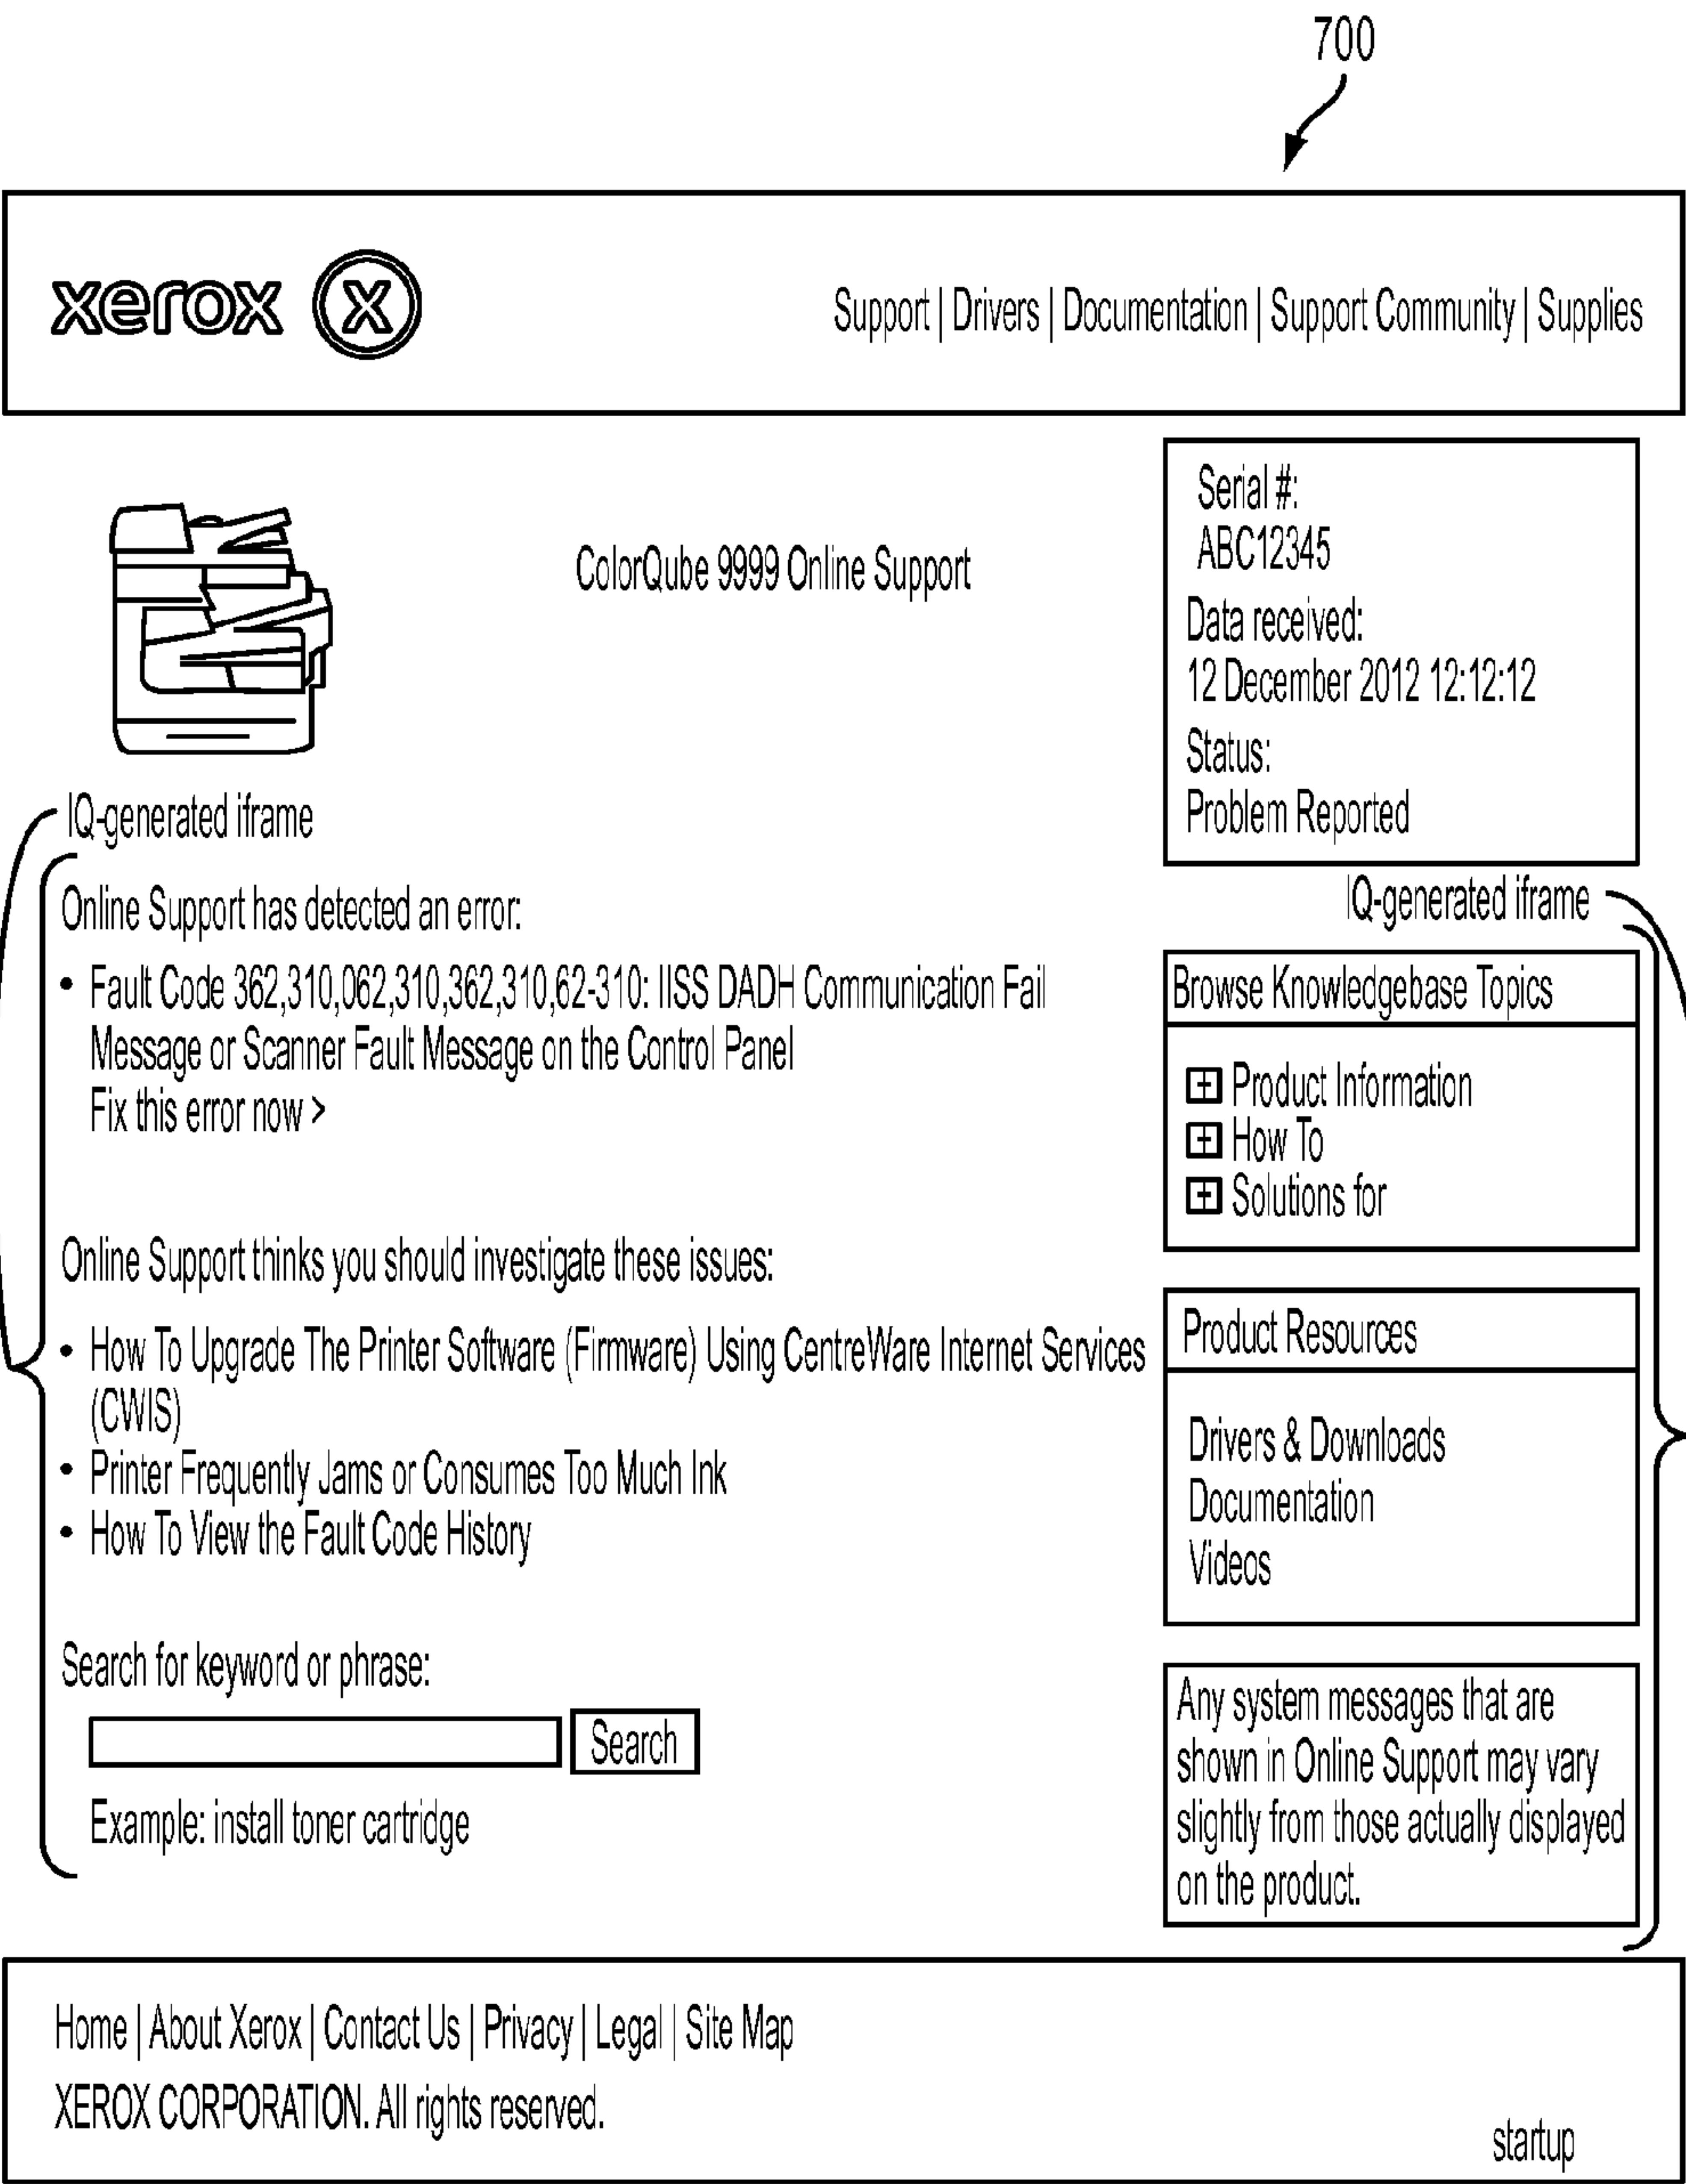 700
xerox X
Support | Drivers | Documentation | Support Community | Supplies
ColorQube 9999 Online Support
Serial #:
ABC12345
Data received:
12 December 2012 12:12:12
Status:
Problem Reported
IQ-generated iframe
Online Support has detected an error:
• Fault Code 362,310,062,310,362,310,62-310: IISS DADH Communication Fail
Message or Scanner Fault Message on the Control Panel
Fix this error now >
Online Support thinks you should investigate these issues:
• How To Upgrade The Printer Software (Firmware) Using CentreWare Internet Services
(CWIS)
• Printer Frequently Jams or Consumes Too Much Ink
• How To View the Fault Code History
Search for keyword or phrase:
Search
Example: install toner cartridge
IQ-generated iframe
Browse Knowledgebase Topics
Product Information
How To
Solutions for
Product Resources
Drivers & Downloads
Documentation
Videos
Any system messages that are
shown in Online Support may vary
slightly from those actually displayed
on the product.
Home | About Xerox | Contact Us | Privacy | Legal | Site Map
XEROX CORPORATION. All rights reserved.
startup